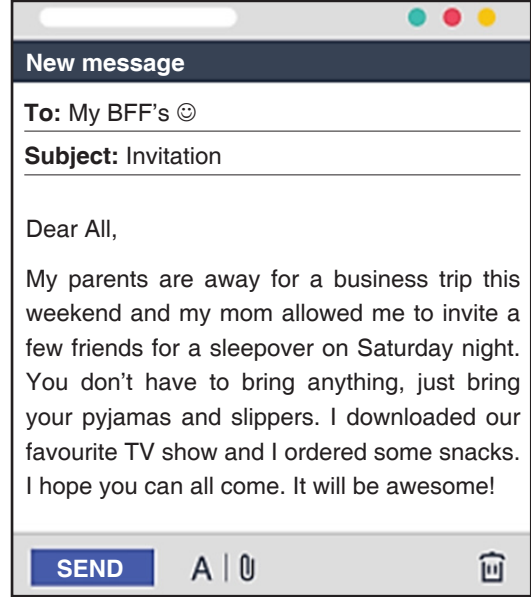 New message
To: My BFF's ☺
Subject: Invitation
Dear All,
My parents are away for a business trip this
weekend and my mom allowed me to invite a
few friends for a sleepover on Saturday night.
You don't have to bring anything, just bring
your pyjamas and slippers. I downloaded our
favourite TV show and I ordered some snacks.
I hope you can all come. It will be awesome!
SEND A